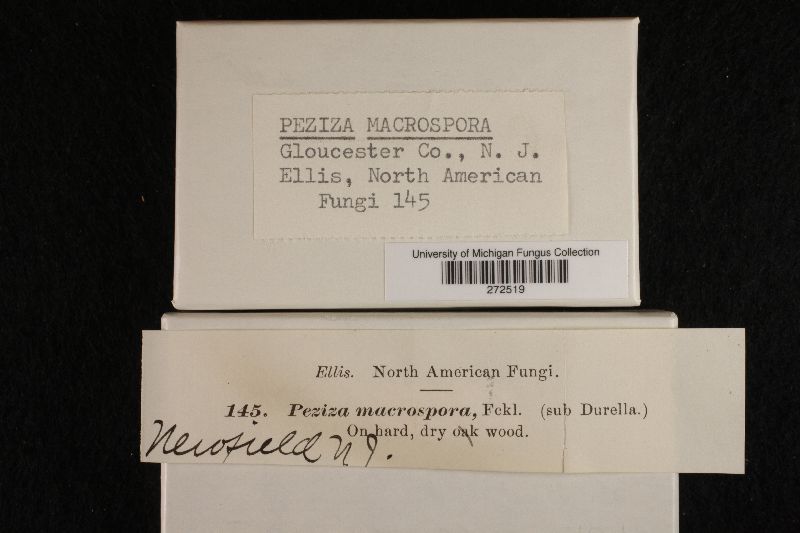 PEZIZA MACROSPORA
Gloucester Co., N. J.
Ellis, North American
Fungi 145
University of Michigan Fungus Collection
272519
Ellis. North American Fungi.
145. Peziza macrospora, Fckl. (sub Durella.)
On hard, dry oak wood.
Newfield NJ.